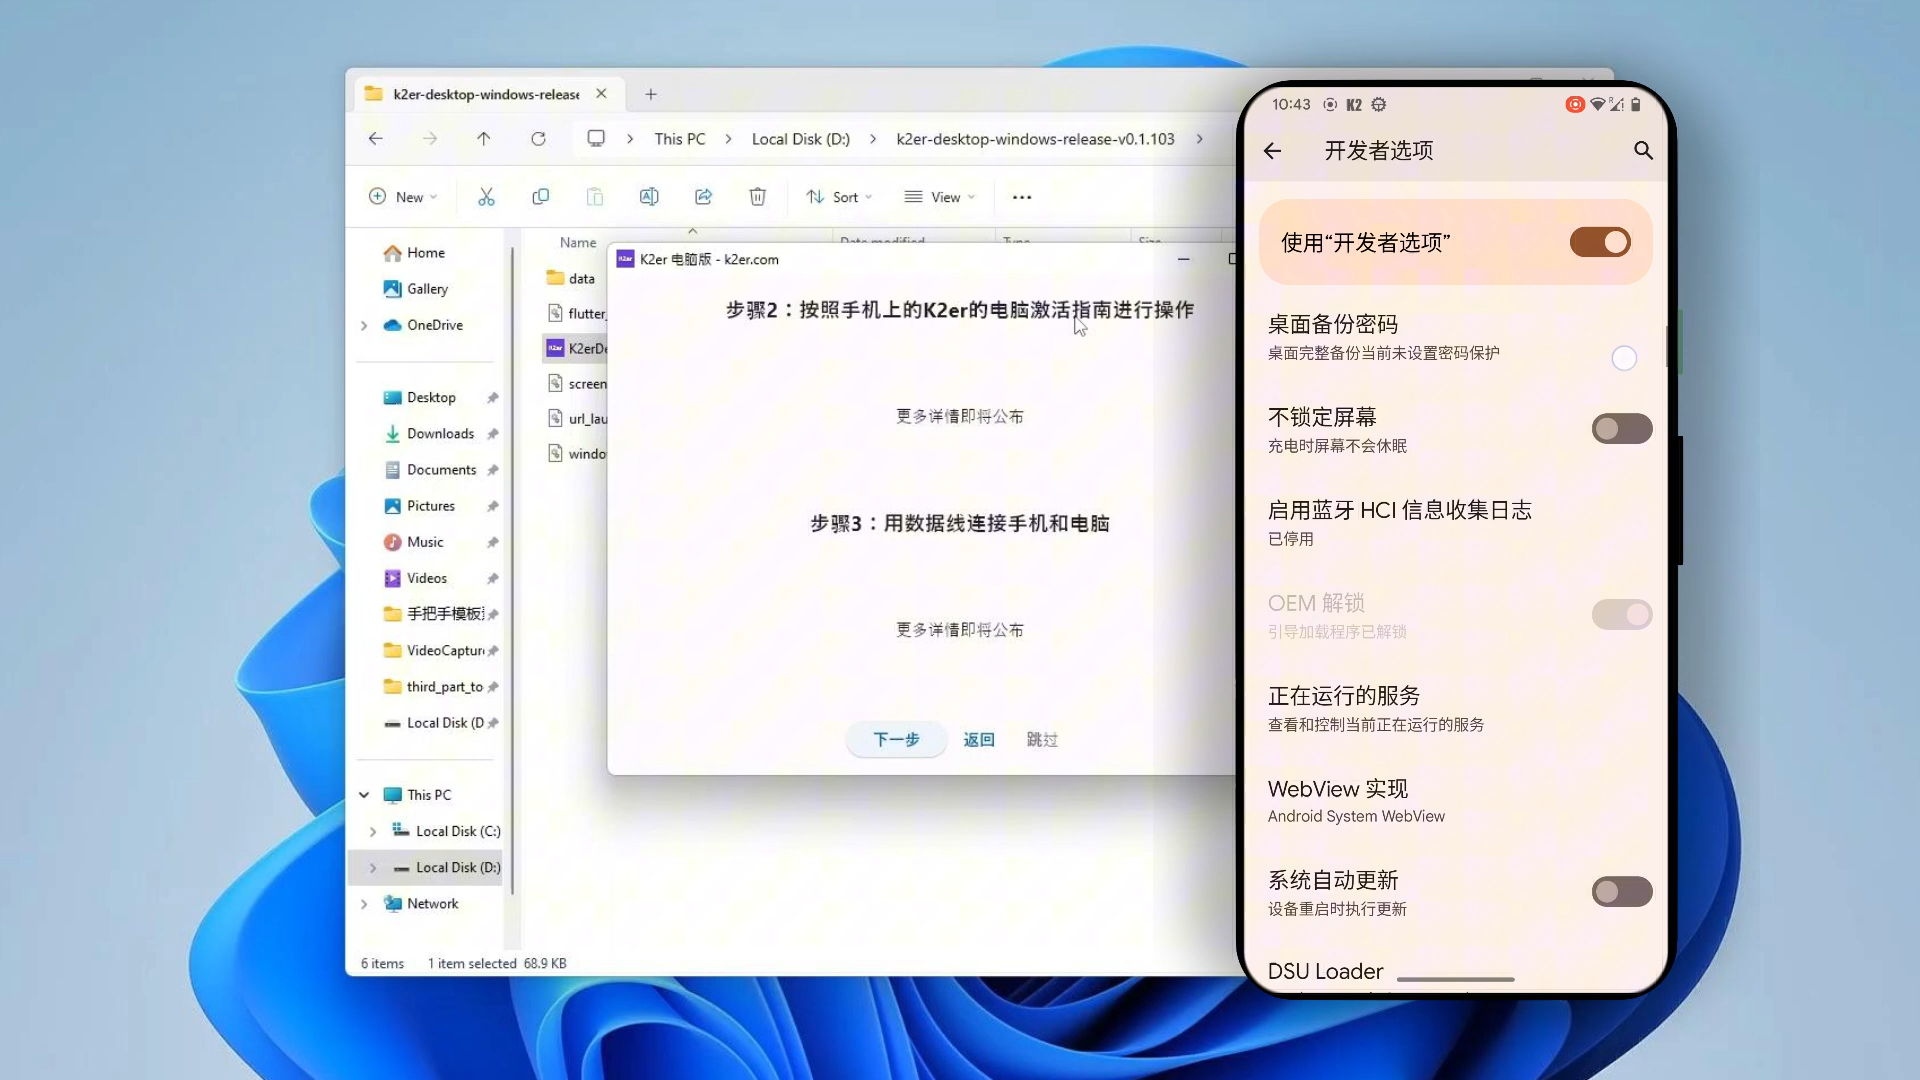 k2er-desktop-windows-release
This PC
Local Disk (D:)
k2er-desktop-windows-release-v0.1.103
New
Sort
View
Home
Gallery
OneDrive
Desktop
Downloads
Documents
Pictures
Music
Videos
手把手模板
VideoCaptur
third_part_to
Local Disk (D
This PC
Local Disk (C:)
Local Disk (D:)
Network
6 items
1 item selected 68.9 KB
Name
Date modified
Type
Size
data
flutter_
K2erDe
screen
url_lau
windo
K2er 电脑版 - k2er.com
步骤2：按照手机上的K2er的电脑激活指南进行操作
更多详情即将公布
步骤3：用数据线连接手机和电脑
更多详情即将公布
下一步
返回
跳过
10:43
K2
开发者选项
使用“开发者选项”
桌面备份密码
桌面完整备份当前未设置密码保护
不锁定屏幕
充电时屏幕不会休眠
启用蓝牙 HCI 信息收集日志
已停用
OEM 解锁
引导加载程序已解锁
正在运行的服务
查看和控制当前正在运行的服务
WebView 实现
Android System WebView
系统自动更新
设备重启时执行更新
DSU Loader